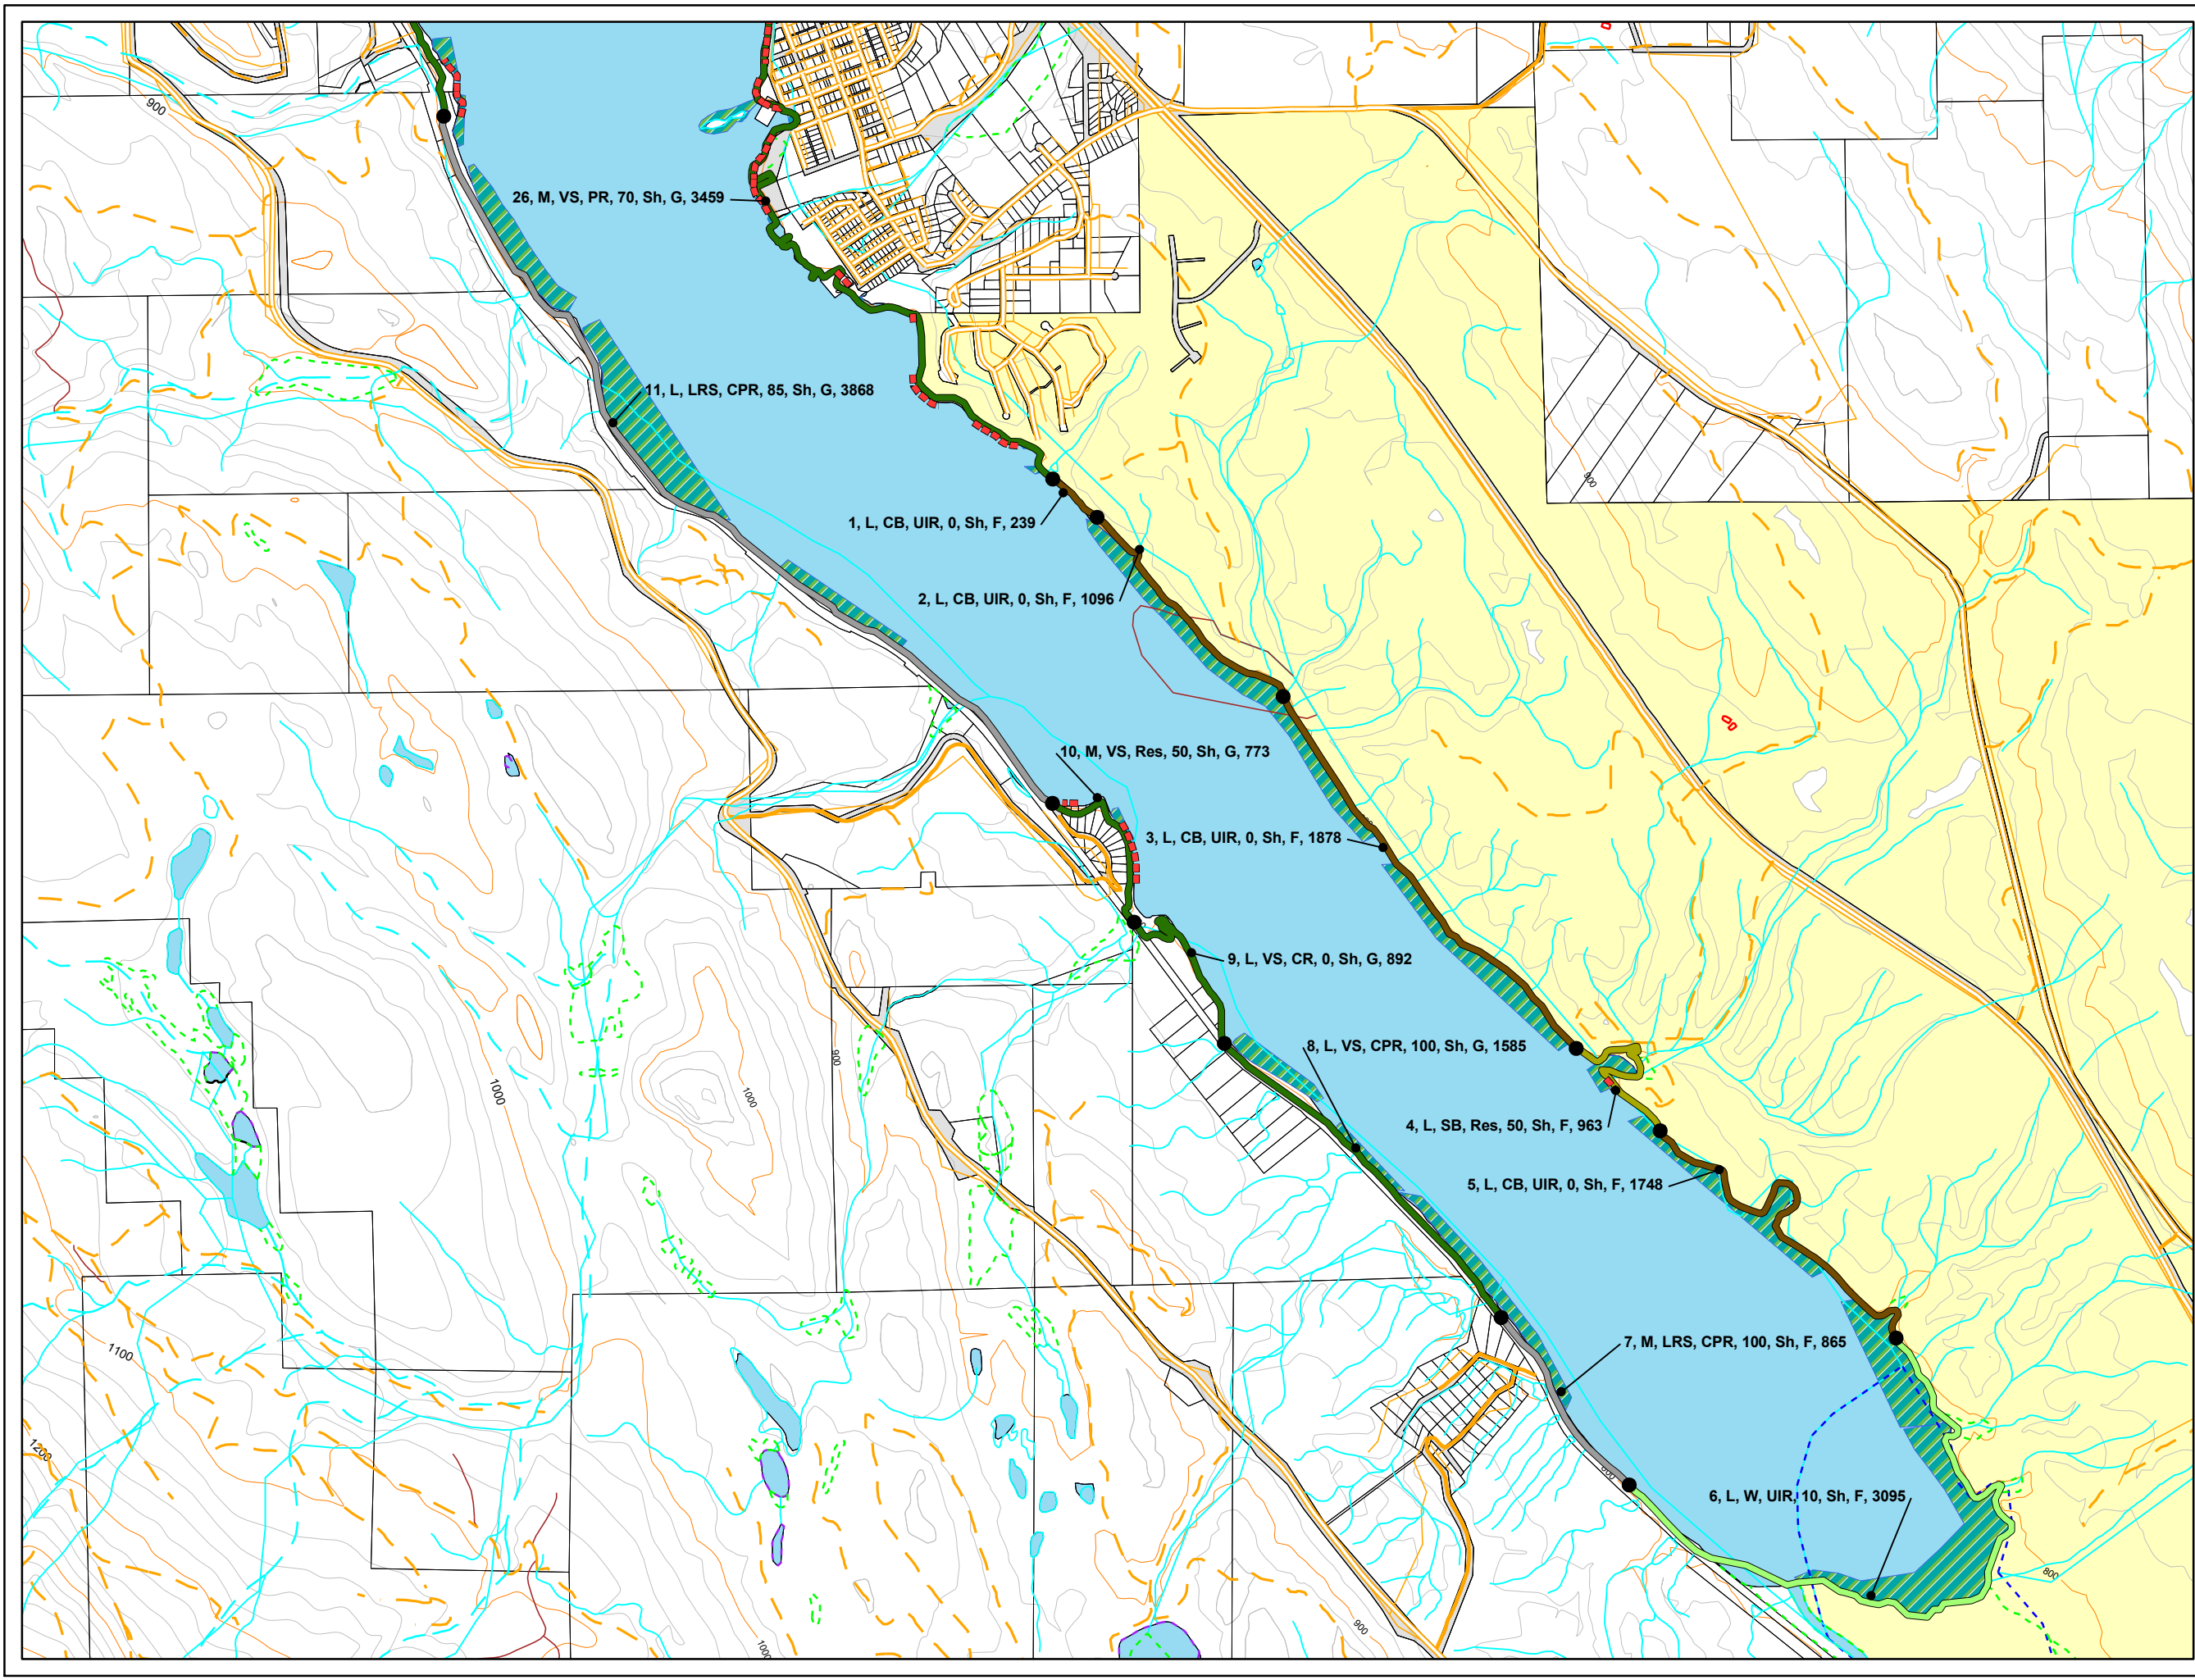 900
26, M, VS, PR, 70, Sh, G, 3459
11, L, LRS, CPR, 85, Sh, G, 3868
900
1, L, CB, UIR, 0, Sh, F, 239
2, L, CB, UIR, 0, Sh, F, 1096
10, M, VS, Res, 50, Sh, G, 773
3, L, CB, UIR, 0, Sh, F, 1878
9, L, VS, CR, 0, Sh, G, 892
8, L, VS, CPR, 100, Sh, G, 1585
900
1000
1000
4, L, SB, Res, 50, Sh, F, 963
5, L, CB, UIR, 0, Sh, F, 1748
7, M, LRS, CPR, 100, Sh, F, 865
1100
1200
6, L, W, UIR, 10, Sh, F, 3095
800
900